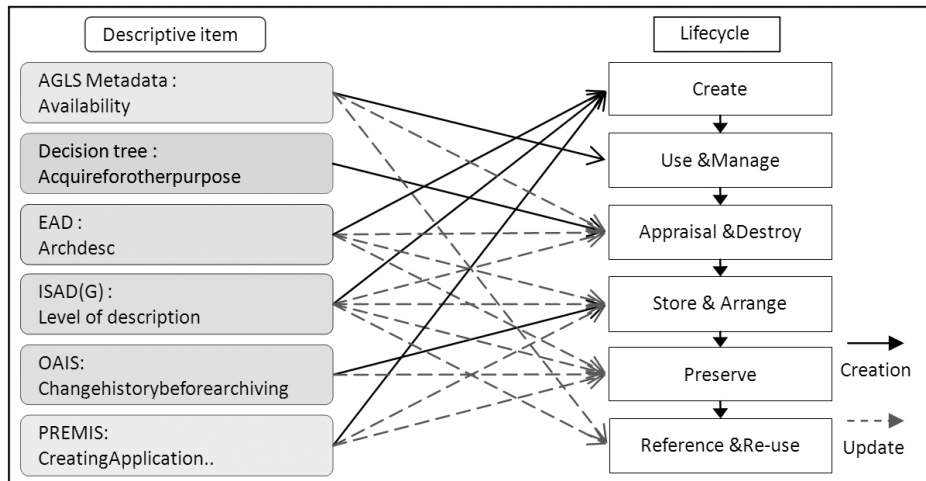 Descriptive item
AGLS Metadata :
Availability
Decision tree :
Acquireforotherpurpose
EAD :
Archdesc
ISAD(G) :
Level of description
OAIS:
Changehistorybeforearchiving
PREMIS:
CreatingApplication..
Lifecycle
Create
Use &Manage
Appraisal &Destroy
Store & Arrange
Preserve
Reference &Re-use
Creation
Update